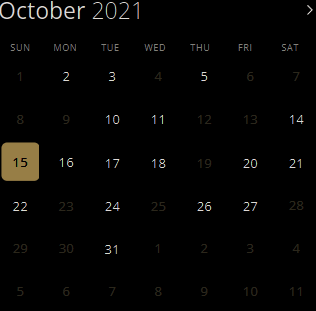 October 2021
SUN MON TUE WED THU FRI SAT
1 2 3 4 5 6 7
8 9 10 11 12 13 14
15 16 17 18 19 20 21
22 23 24 25 26 27 28
29 30 31 1 2 3 4
5 6 7 8 9 10 11